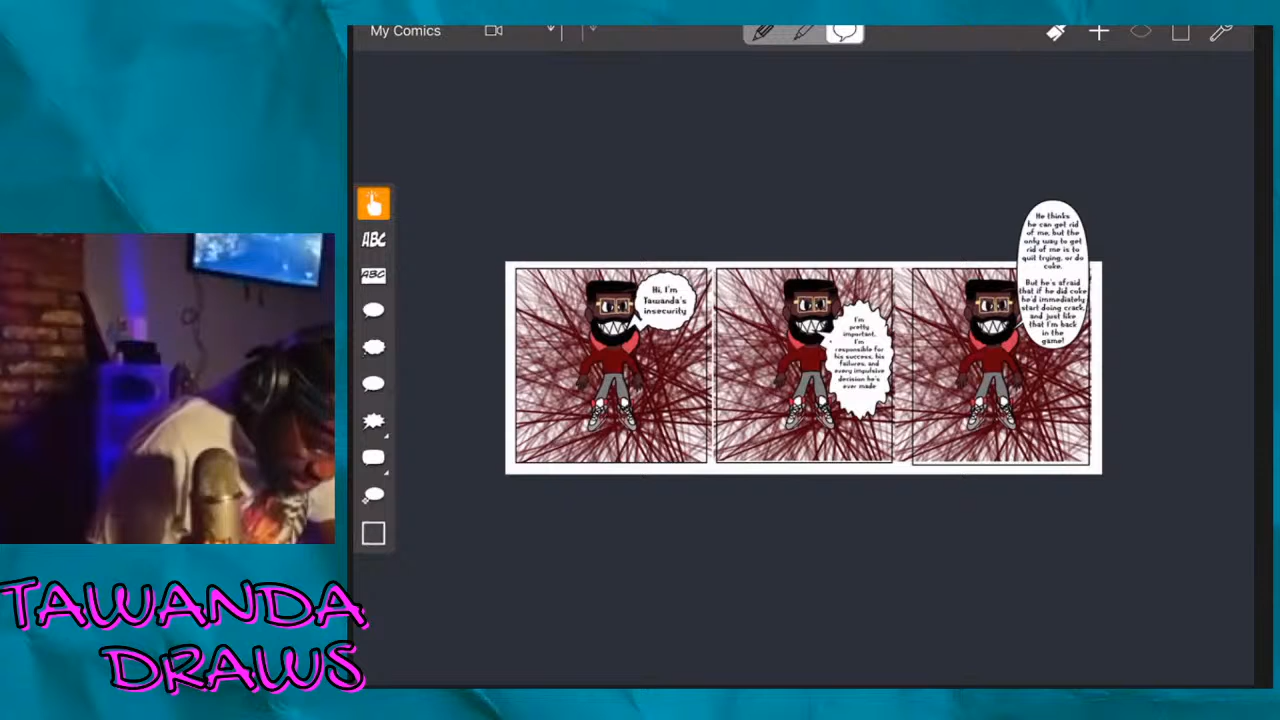 My Comics
ABC
ABC
Hi, I'm
Tawanda's
insecurity
I'm
pretty
important.
I'm
responsible for
his success, his
failures, and
every impulsive
decision he's
ever made
He thinks
he can get rid
of me, but the
only way to get
rid of me is to
quit trying, or do
coke.
But he's afraid
that if he did coke
he'd immediately
start doing crack,
and just like
that I'm back
in the
game!
TAWANDA
DRAWS